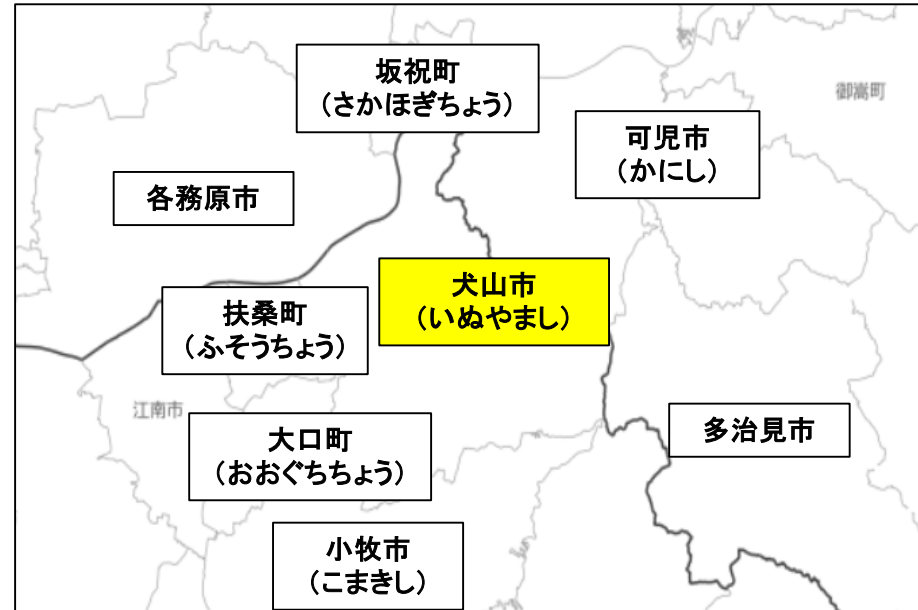 坂祝町
(さかほぎちょう)
御嵩町
可児市
(かにし)
各務原市
犬山市
(いぬやまし)
扶桑町
(ふそうちょう)
江南市
大口町
(おおぐちちょう)
多治見市
小牧市
(こまきし)